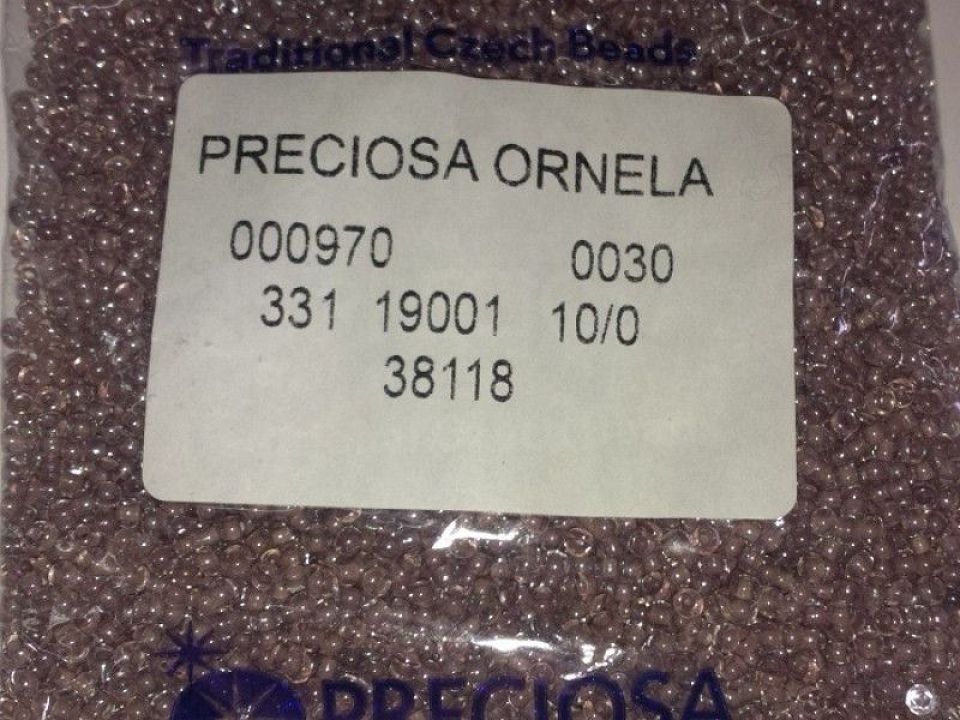 Traditional Czech Beads
PRECIOSA ORNELA
000970 0030
331 19001 10/0
38118
PRECIOSA